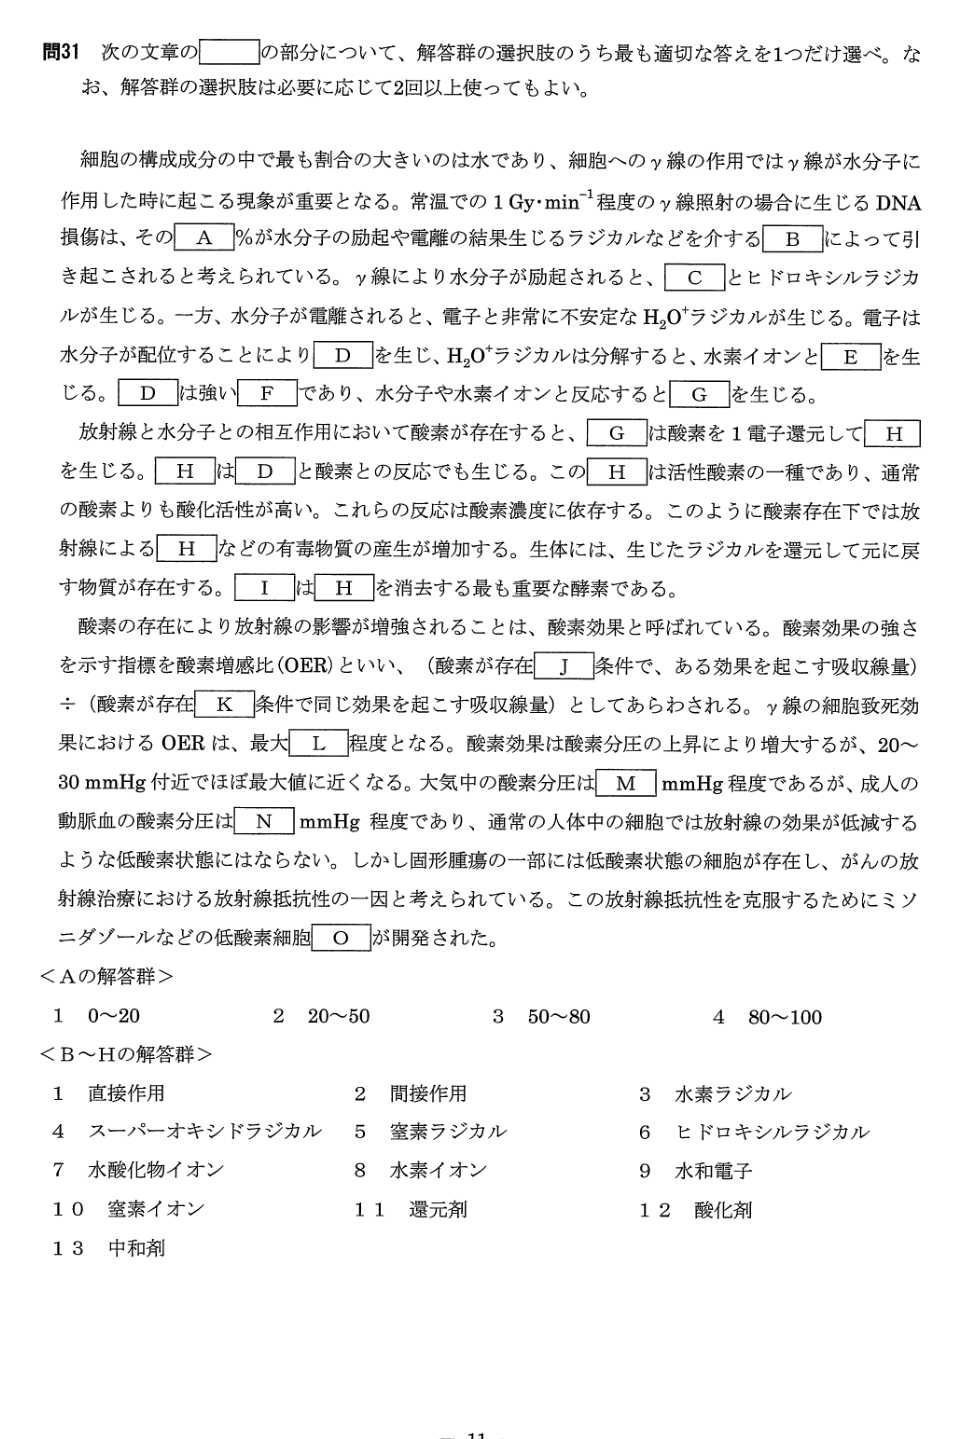 問31 次の文章の の部分について、解答群の選択肢のうち最も適切な答えを1つだけ選べ。な
お、解答群の選択肢は必要に応じて2回以上使ってもよい。
細胞の構成成分の中で最も割合の大きいのは水であり、細胞へのγ線の作用ではγ線が水分子に
作用した時に起こる現象が重要となる。常温での 1 Gy･min⁻¹ 程度のγ線照射の場合に生じる DNA
損傷は、その A %が水分子の励起や電離の結果生じるラジカルなどを介する B によって引
き起こされると考えられている。γ線により水分子が励起されると、 C とヒドロキシルラジカ
ルが生じる。一方、水分子が電離されると、電子と非常に不安定な H₂O⁺ラジカルが生じる。電子は
水分子が配位することにより D を生じ、H₂O⁺ラジカルは分解すると、水素イオンと E を生
じる。 D は強い F であり、水分子や水素イオンと反応すると G を生じる。
放射線と水分子との相互作用において酸素が存在すると、 G は酸素を 1 電子還元して H
を生じる。 H は D と酸素との反応でも生じる。この H は活性酸素の一種であり、通常
の酸素よりも酸化活性が高い。これらの反応は酸素濃度に依存する。このように酸素存在下では放
射線による H などの有毒物質の産生が増加する。生体には、生じたラジカルを還元して元に戻
す物質が存在する。 I は H を消去する最も重要な酵素である。
酸素の存在により放射線の影響が増強されることは、酸素効果と呼ばれている。酸素効果の強さ
を示す指標を酸素増感比(OER)といい、(酸素が存在 J 条件で、ある効果を起こす吸収線量)
÷(酸素が存在 K 条件で同じ効果を起こす吸収線量)としてあらわされる。γ線の細胞致死効
果における OER は、最大 L 程度となる。酸素効果は酸素分圧の上昇により増大するが、20～
30 mmHg 付近でほぼ最大値に近くなる。大気中の酸素分圧は M mmHg 程度であるが、成人の
動脈血の酸素分圧は N mmHg 程度であり、通常の人体中の細胞では放射線の効果が低減する
ような低酸素状態にはならない。しかし固形腫瘍の一部には低酸素状態の細胞が存在し、がんの放
射線治療における放射線抵抗性の一因と考えられている。この放射線抵抗性を克服するためにミソ
ニダゾールなどの低酸素細胞 O が開発された。
＜Aの解答群＞
1 0～20 2 20～50 3 50～80 4 80～100
＜B～Hの解答群＞
1 直接作用 2 間接作用 3 水素ラジカル
4 スーパーオキシドラジカル 5 窒素ラジカル 6 ヒドロキシルラジカル
7 水酸化物イオン 8 水素イオン 9 水和電子
10 窒素イオン 11 還元剤 12 酸化剤
13 中和剤